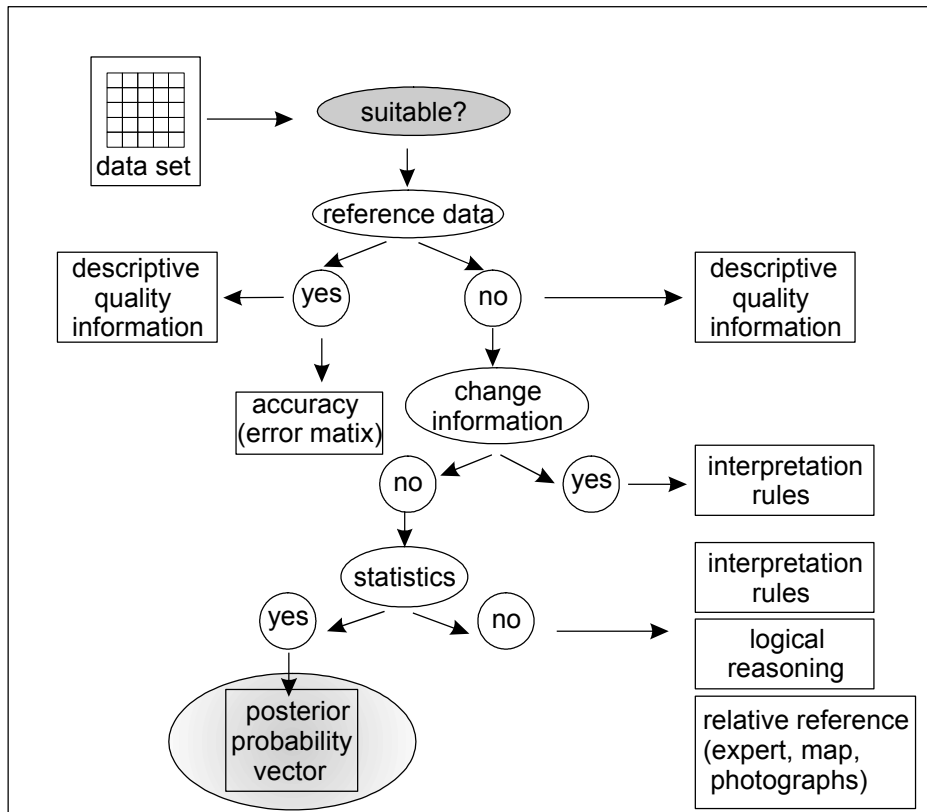 data set
suitable?
reference data
descriptive
quality
information
yes
no
descriptive
quality
information
accuracy
(error matix)
change
information
no
yes
interpretation
rules
statistics
interpretation
rules
yes
no
logical
reasoning
posterior
probability
vector
relative reference
(expert, map,
photographs)